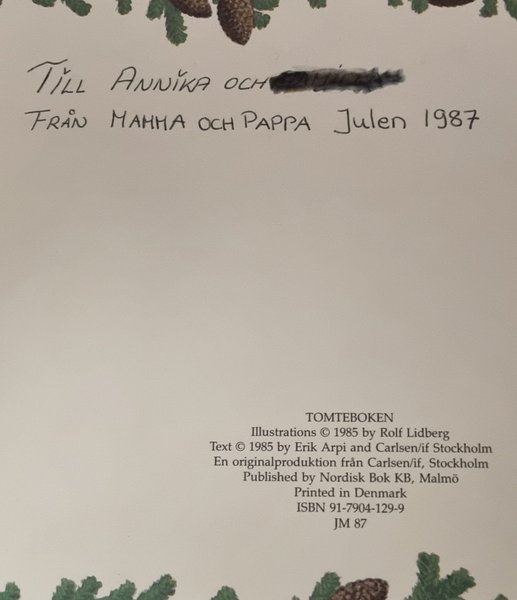 TILL ANNIKA OCH
FRÅN MAMMA OCH PAPPA Julen 1987
TOMTEBOKEN
Illustrations © 1985 by Rolf Lidberg
Text © 1985 by Erik Arpi and Carlsen/if Stockholm
En originalproduktion från Carlsen/if, Stockholm
Published by Nordisk Bok KB, Malmö
Printed in Denmark
ISBN 91-7904-129-9
JM 87